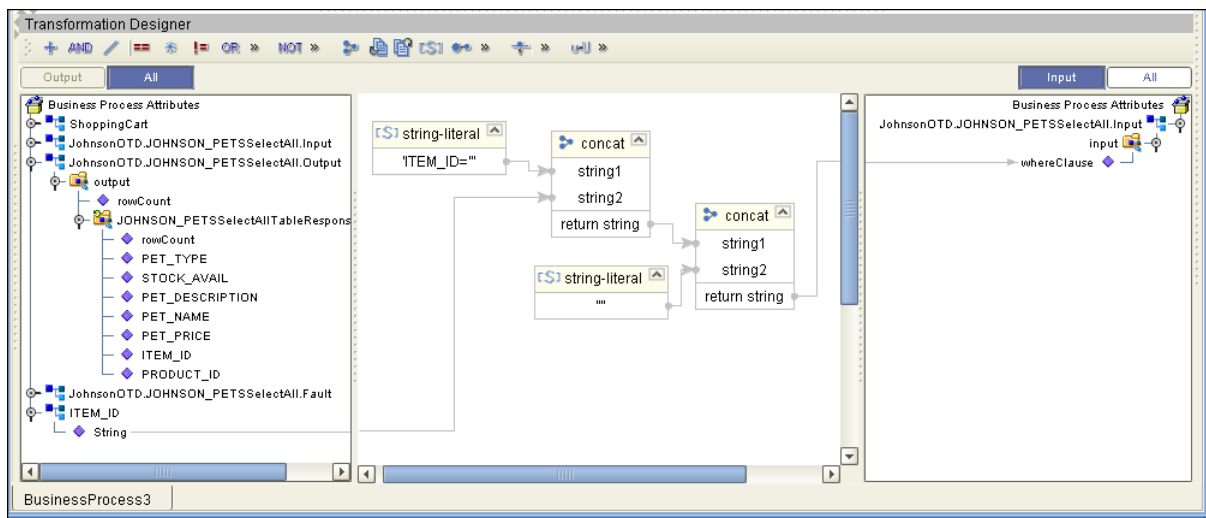 Transformation Designer
AND == != OR » NOT » [S] » » »
Output All Input All
Business Process Attributes
ShoppingCart
JohnsonOTD.JOHNSON_PETSSelectAll.Input
JohnsonOTD.JOHNSON_PETSSelectAll.Output
output
rowCount
JOHNSON_PETSSelectAllTableRespons
rowCount
PET_TYPE
STOCK_AVAIL
PET_DESCRIPTION
PET_NAME
PET_PRICE
ITEM_ID
PRODUCT_ID
JohnsonOTD.JOHNSON_PETSSelectAll.Fault
ITEM_ID
String
[S] string-literal
'ITEM_ID='"
concat
string1
string2
return string
[S] string-literal
""
concat
string1
string2
return string
Business Process Attributes
JohnsonOTD.JOHNSON_PETSSelectAll.Input
input
whereClause
BusinessProcess3